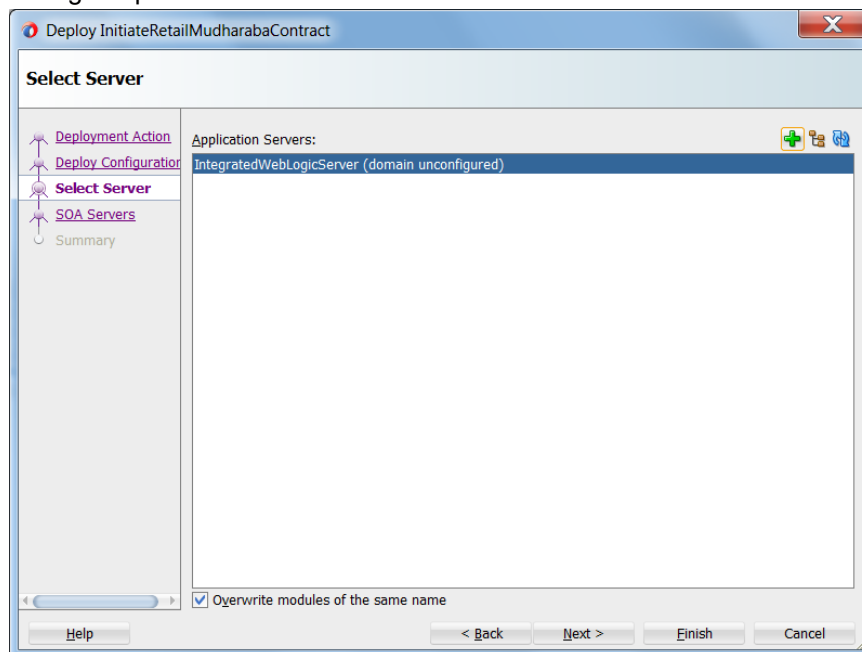 Deploy InitiateRetailMudharabaContract
Select Server
Deployment Action
Deploy Configuration
Select Server
SOA Servers
Summary
Application Servers:
IntegratedWebLogicServer (domain unconfigured)
Overwrite modules of the same name
Help
< Back
Next >
Finish
Cancel